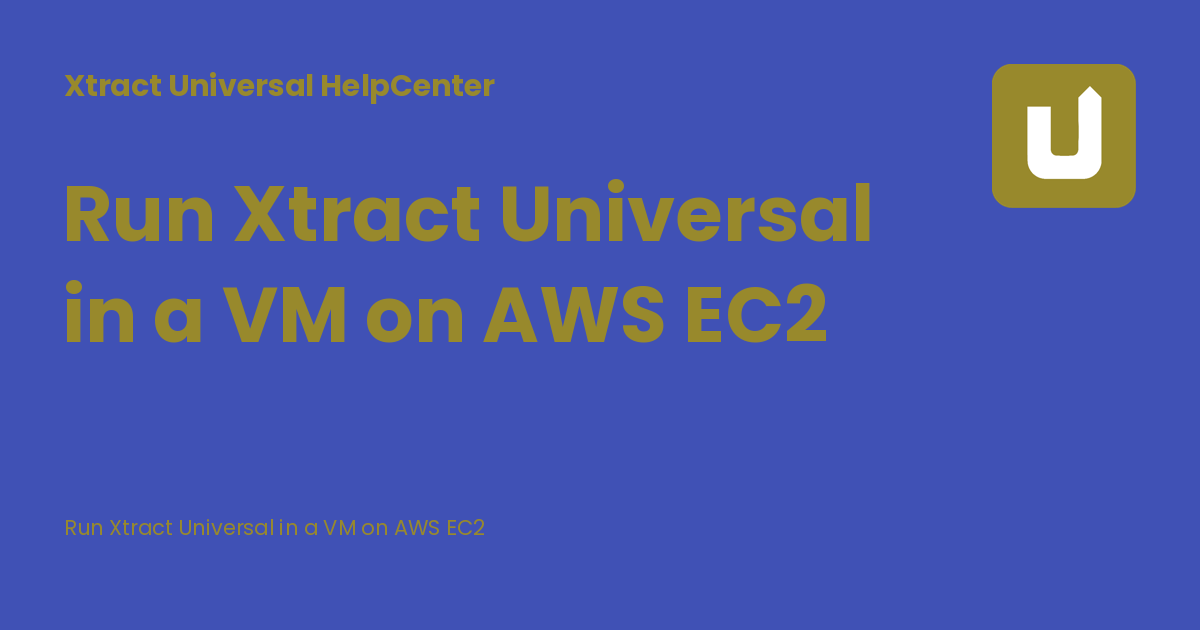 Xtract Universal HelpCenter
Run Xtract Universal
in a VM on AWS EC2
Run Xtract Universal in a VM on AWS EC2